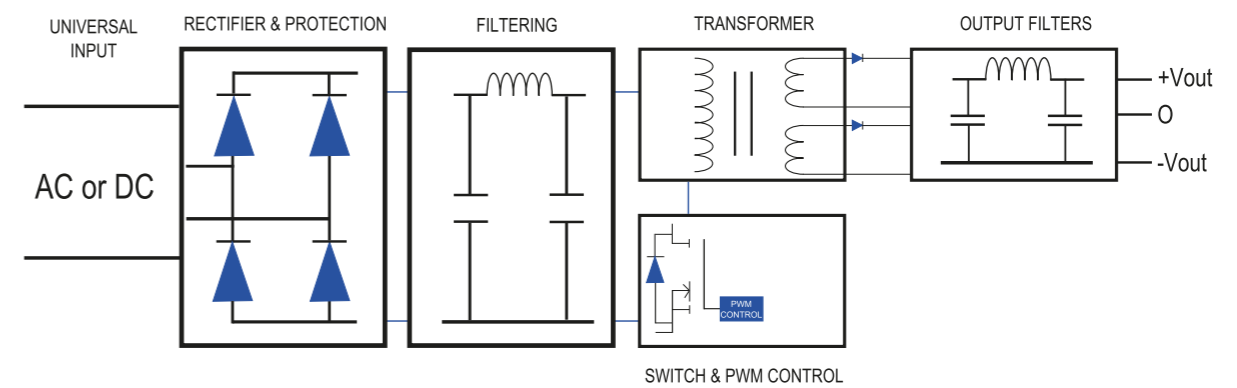 UNIVERSAL
INPUT
RECTIFIER & PROTECTION
FILTERING
TRANSFORMER
OUTPUT FILTERS
AC or DC
+Vout
O
-Vout
PWM
CONTROL
SWITCH & PWM CONTROL